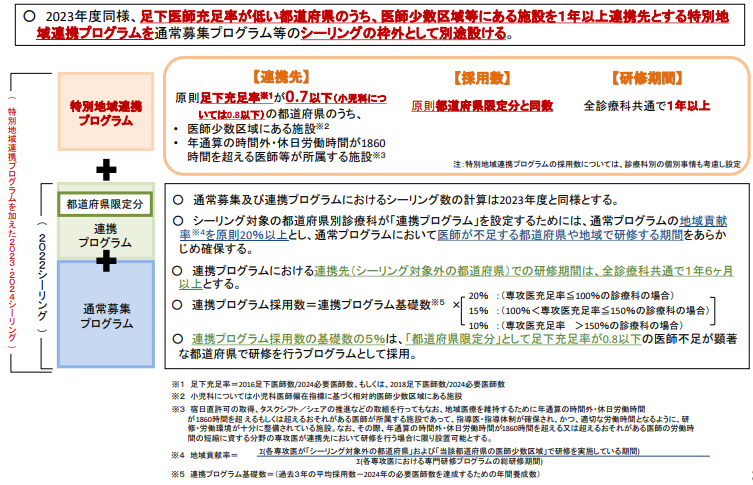 ○ 2023年度同様、足下医師充足率が低い都道府県のうち、医師少数区域等にある施設を1年以上連携先とする特別地
域連携プログラムを通常募集プログラム等のシーリングの枠外として別途設ける。
（特別地域連携プログラムを加えた2023・2024シーリング）
特別地域連携
プログラム
【連携先】
原則足下充足率※1が0.7以下(小児科につ
いては0.8以下)の都道府県のうち、
• 医師少数区域にある施設※2
• 年通算の時間外・休日労働時間が1860
時間を超える医師等が所属する施設※3
【採用数】
原則都道府県限定分と同数
【研修期間】
全診療科共通で1年以上
注：特別地域連携プログラムの採用数については、診療科別の個別事情も考慮し設定
（2022シーリング）
都道府県限定分
連携
プログラム
通常募集
プログラム
○ 通常募集及び連携プログラムにおけるシーリング数の計算は2023年度と同様とする。
○ シーリング対象の都道府県別診療科が「連携プログラム」を設定するためには、通常プログラムの地域貢献
率※4を原則20%以上とし、通常プログラムにおいて医師が不足する都道府県や地域で研修する期間をあらか
じめ確保する。
○ 連携プログラムにおける連携先（シーリング対象外の都道府県）での研修期間は、全診療科共通で1年6ヶ月
以上とする。
○ 連携プログラム採用数＝連携プログラム基礎数※5 ×
20% ：（専攻医充足率≦100%の診療科の場合）
15% ：（100%＜専攻医充足率≦150%の診療科の場合）
10% ：（専攻医充足率 ＞150%の診療科の場合）
○ 連携プログラム採用数の基礎数の5%は、「都道府県限定分」として足下充足率が0.8以下の医師不足が顕著
な都道府県で研修を行うプログラムとして採用。
※1 足下充足率＝2016足下医師数/2024必要医師数、もしくは、2018足下医師数/2024必要医師数
※2 小児科については小児科医師偏在指標に基づく相対的医師少数区域にある施設
※3 宿日直許可の取得、タスクシフト／シェアの推進などの取組を行ってもなお、地域医療を維持するために年通算の時間外・休日労働時間
が1860時間を超えるもしくは超えるおそれがある医師が所属する施設であって、指導医・指導体制が確保され、かつ、適切な労働時間となるように、研
修・労働環境が十分に整備されている施設。なお、その際、年通算の時間外・休日労働時間が1860時間を超える又は超えるおそれがある医師の労働時
間の短縮に資する分野の専攻医が連携先において研修を行う場合に限り設置可能とする。
※4 地域貢献率＝ Σ(各専攻医が「シーリング対象外の都道府県」および「当該都道府県の医師少数区域」で研修を実施している期間)
Σ(各専攻医における専門研修プログラムの総研修期間)
※5 連携プログラム基礎数＝（過去3年の平均採用数－2024年の必要医師数を達成するための年間養成数）